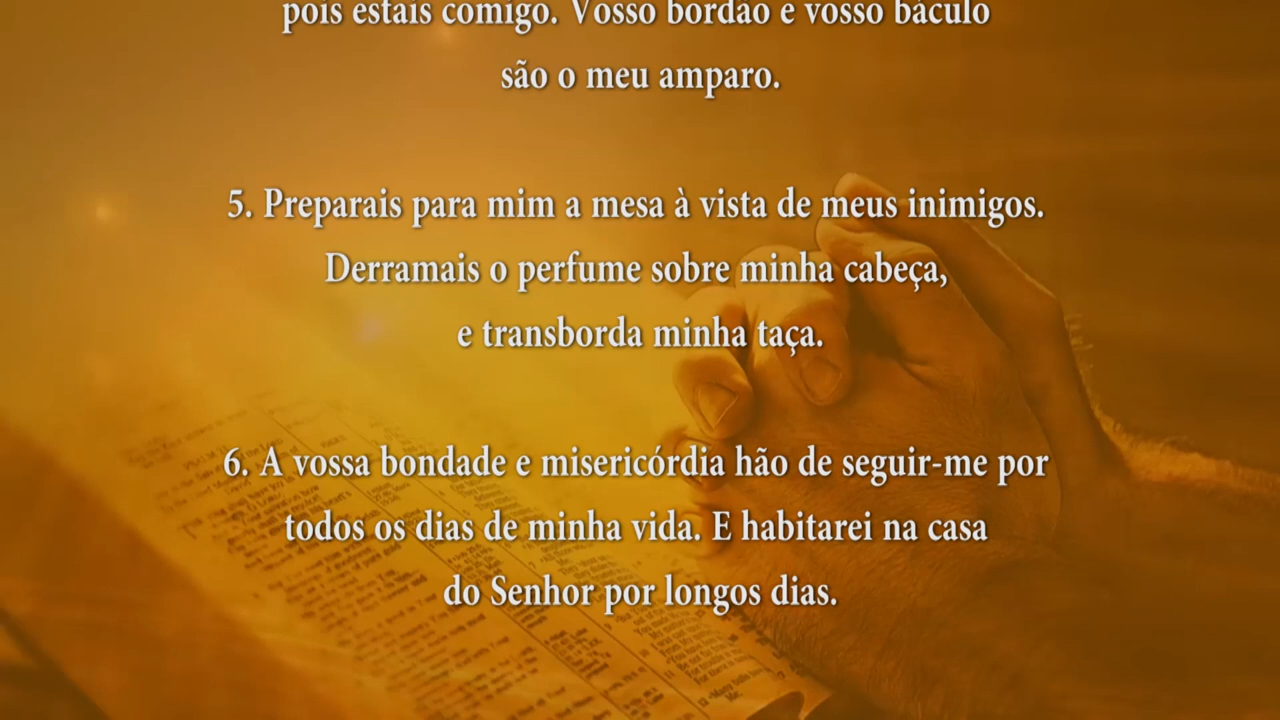 pois estais comigo. Vosso bordão e vosso báculo
são o meu amparo.
5. Preparais para mim a mesa à vista de meus inimigos.
Derramais o perfume sobre minha cabeça,
e transborda minha taça.
6. A vossa bondade e misericórdia hão de seguir-me por
todos os dias de minha vida. E habitarei na casa
do Senhor por longos dias.